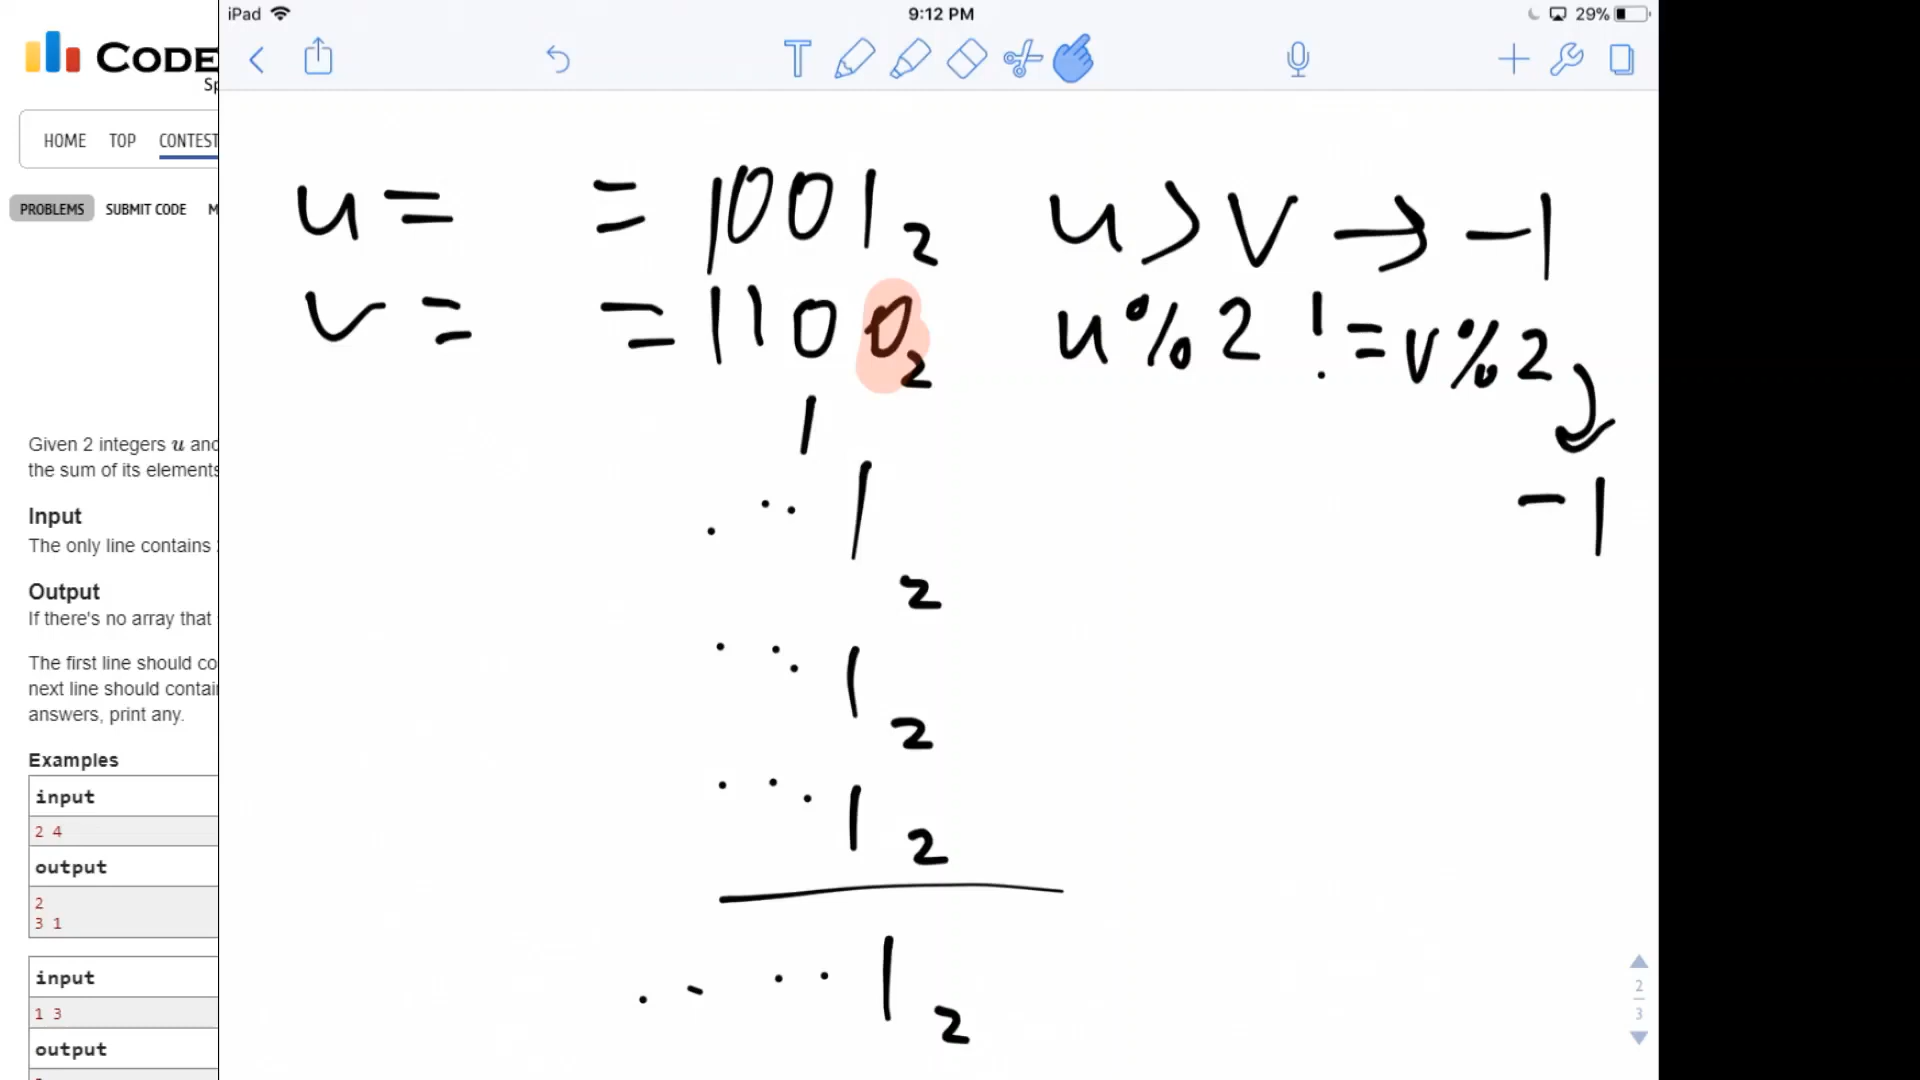 iPad
9:12 PM
29%
CODE
Sp
HOME TOP CONTEST
PROBLEMS SUBMIT CODE M
Given 2 integers u and
the sum of its elements
Input
The only line contains
Output
If there's no array that
The first line should co
next line should contai
answers, print any.
Examples
input
2 4
output
2
3 1
input
1 3
output
T
u = = 1001₂
v = = 1100₂
1
... 1₂
... 1₂
... 1₂
.... 1₂
u > v → -1
u % 2 != v % 2
-1
2
3